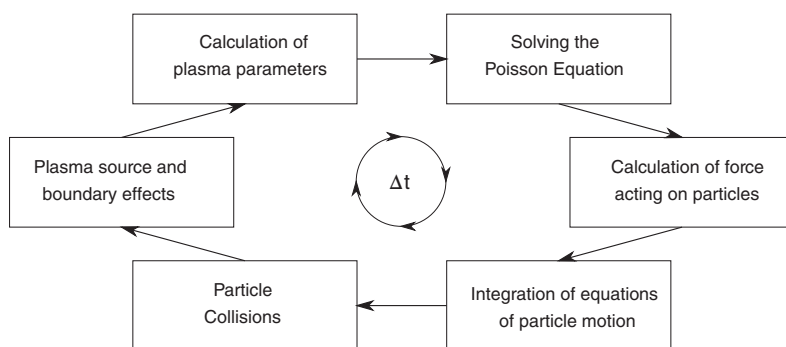 Calculation of
plasma parameters
Solving the
Poisson Equation
Plasma source and
boundary effects
Δt
Calculation of force
acting on particles
Particle
Collisions
Integration of equations
of particle motion